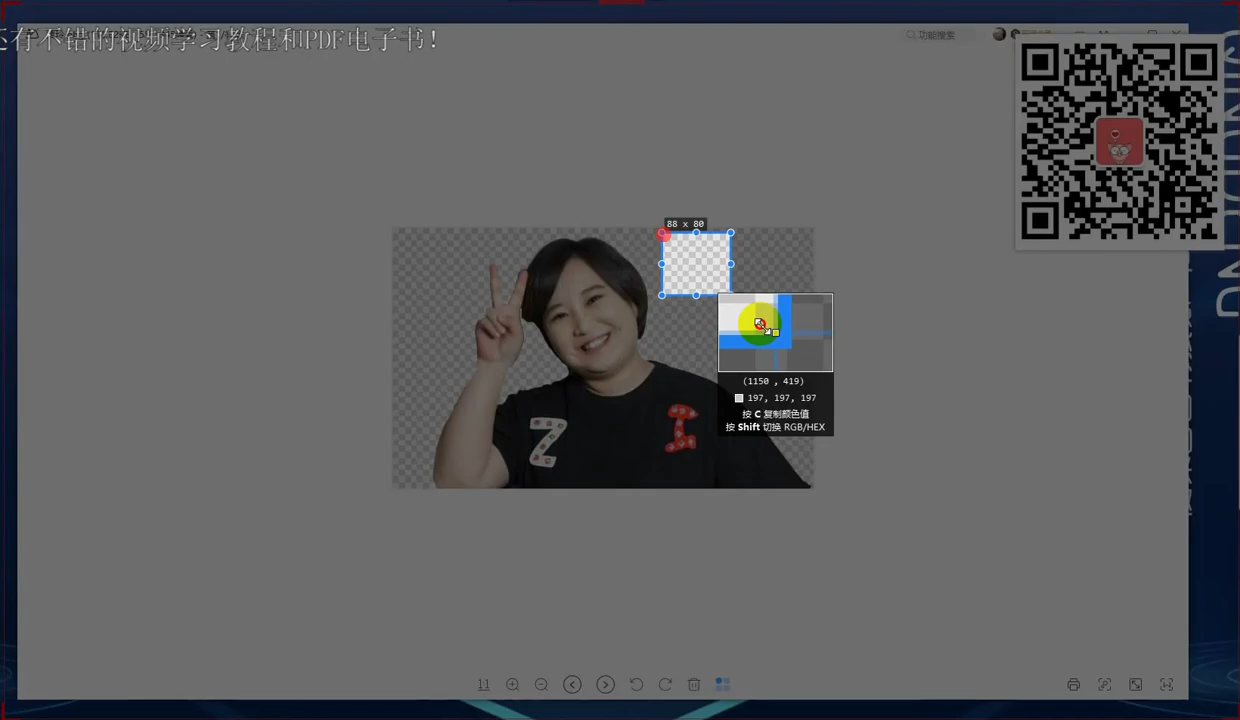 还有不错的视频学习教程和PDF电子书！
功能搜索
88 x 80
Z I
(1150 , 419)
197, 197, 197
按 C 复制颜色值
按 Shift 切换 RGB/HEX
1:1